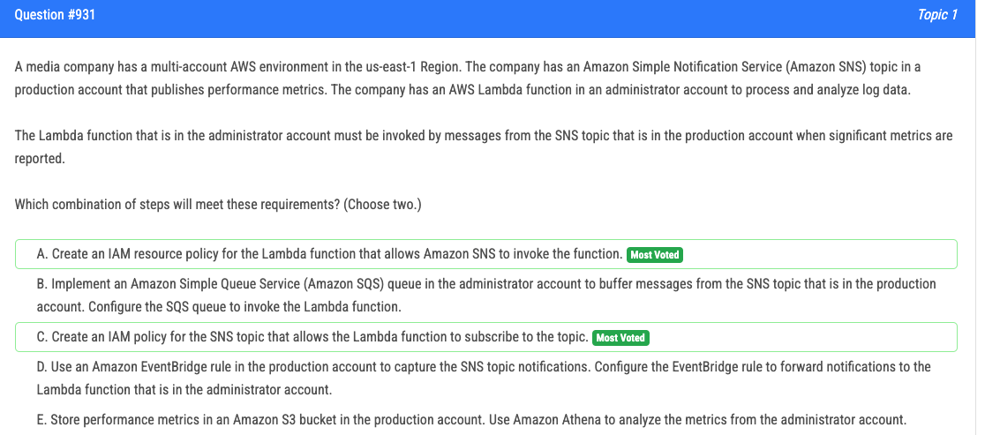 Question #931
Topic 1
A media company has a multi-account AWS environment in the us-east-1 Region. The company has an Amazon Simple Notification Service (Amazon SNS) topic in a
production account that publishes performance metrics. The company has an AWS Lambda function in an administrator account to process and analyze log data.
The Lambda function that is in the administrator account must be invoked by messages from the SNS topic that is in the production account when significant metrics are
reported.
Which combination of steps will meet these requirements? (Choose two.)
A. Create an IAM resource policy for the Lambda function that allows Amazon SNS to invoke the function. Most Voted
B. Implement an Amazon Simple Queue Service (Amazon SQS) queue in the administrator account to buffer messages from the SNS topic that is in the production
account. Configure the SQS queue to invoke the Lambda function.
C. Create an IAM policy for the SNS topic that allows the Lambda function to subscribe to the topic. Most Voted
D. Use an Amazon EventBridge rule in the production account to capture the SNS topic notifications. Configure the EventBridge rule to forward notifications to the
Lambda function that is in the administrator account.
E. Store performance metrics in an Amazon S3 bucket in the production account. Use Amazon Athena to analyze the metrics from the administrator account.